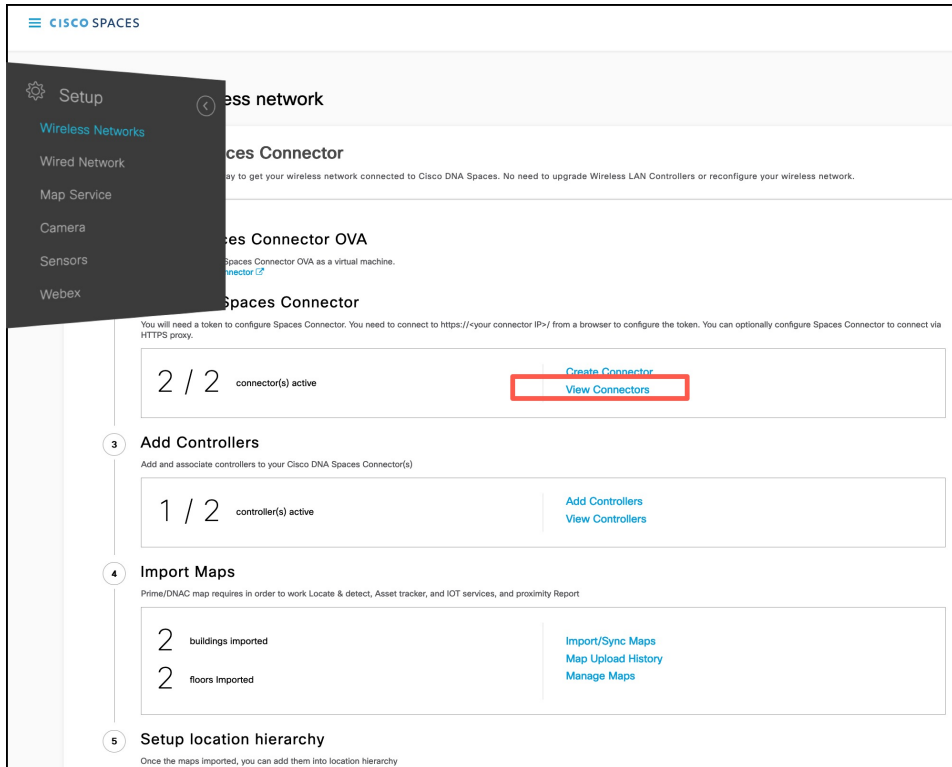 CISCO SPACES
Setup
Wireless Networks
Wired Network
Map Service
Camera
Sensors
Webex
ess network
ces Connector
ay to get your wireless network connected to Cisco DNA Spaces. No need to upgrade Wireless LAN Controllers or reconfigure your wireless network.
es Connector OVA
Spaces Connector OVA as a virtual machine.
nnector
Spaces Connector
You will need a token to configure Spaces Connector. You need to connect to https://<your connector IP>/ from a browser to configure the token. You can optionally configure Spaces Connector to connect via
HTTPS proxy.
2 / 2 connector(s) active
Create Connector
View Connectors
3 Add Controllers
Add and associate controllers to your Cisco DNA Spaces Connector(s)
1 / 2 controller(s) active
Add Controllers
View Controllers
4 Import Maps
Prime/DNAC map requires in order to work Locate & detect, Asset tracker, and IOT services, and proximity Report
2 buildings imported
2 floors Imported
Import/Sync Maps
Map Upload History
Manage Maps
5 Setup location hierarchy
Once the maps imported, you can add them into location hierarchy